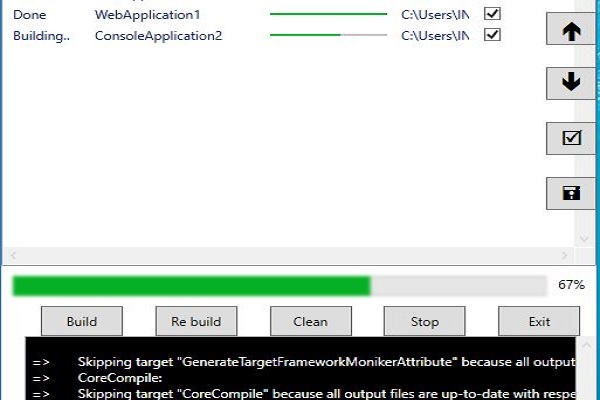 Done WebApplication1 C:\Users\IN
Building.. ConsoleApplication2 C:\Users\IN
67%
Build Re build Clean Stop Exit
=> Skipping target "GenerateTargetFrameworkMonikerAttribute" because all output
=> CoreCompile:
=> Skipping target "CoreCompile" because all output files are up-to-date with respe